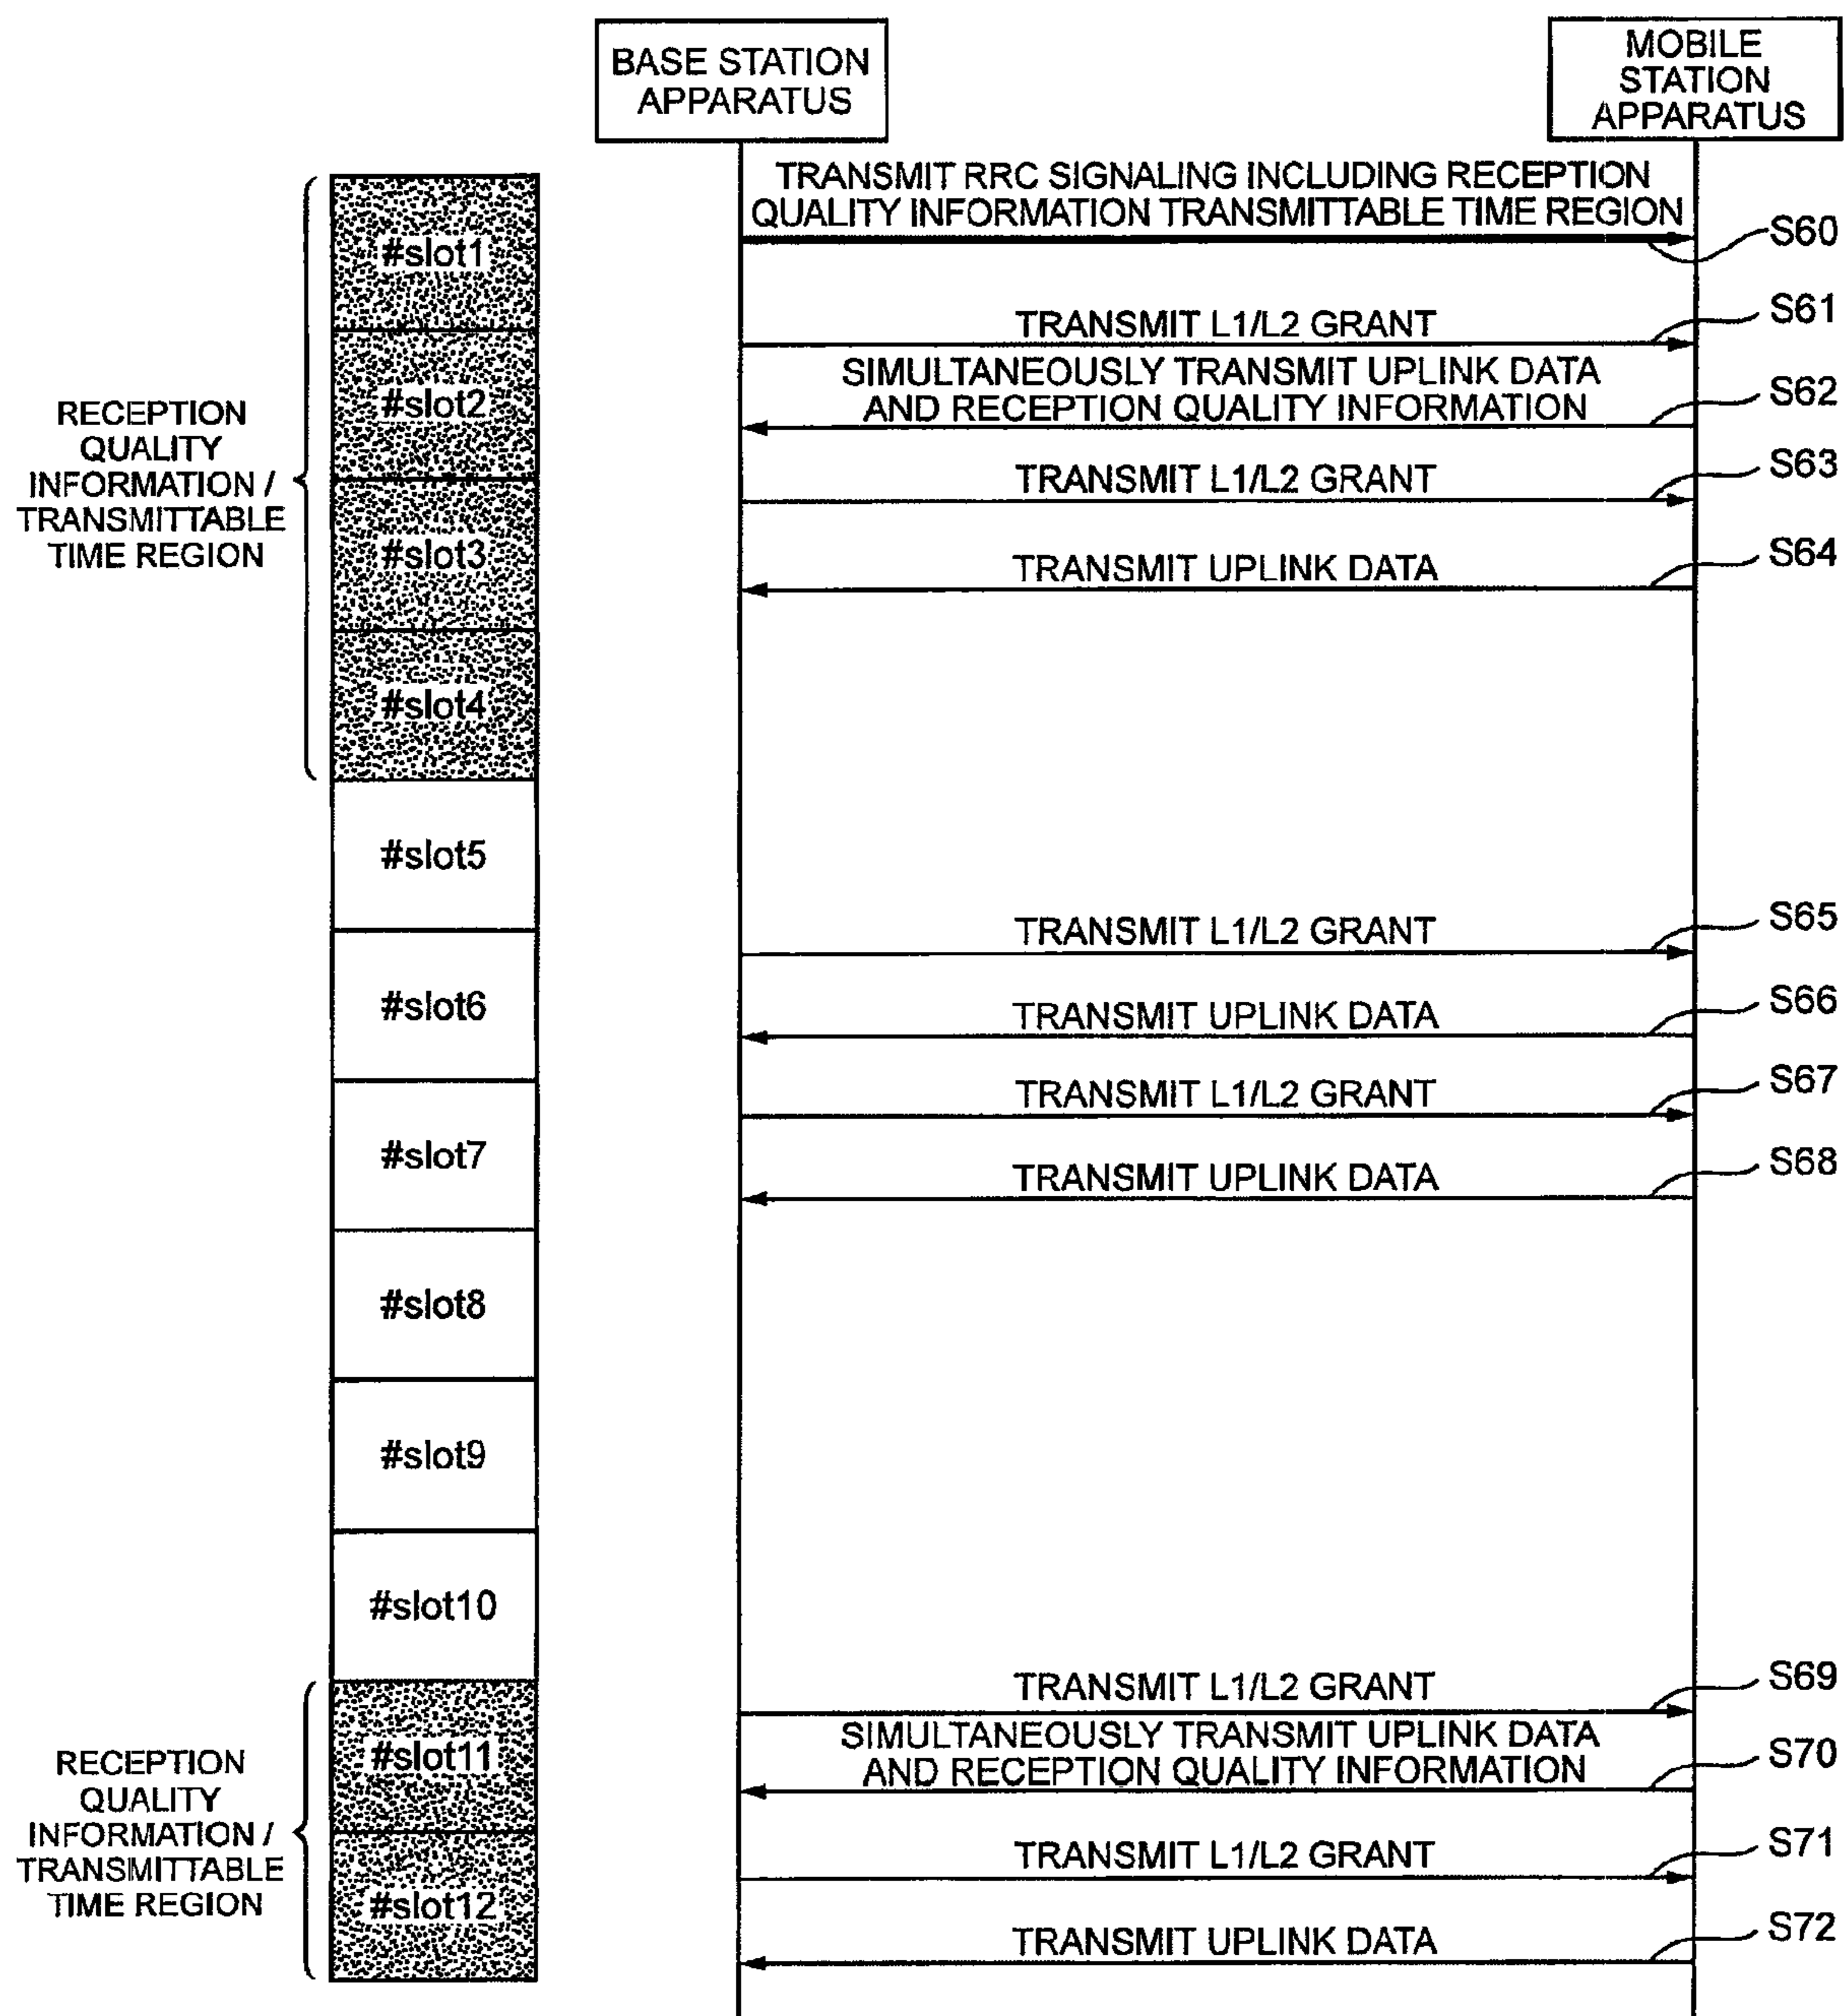 BASE STATION
APPARATUS
MOBILE
STATION
APPARATUS
TRANSMIT RRC SIGNALING INCLUDING RECEPTION
QUALITY INFORMATION TRANSMITTABLE TIME REGION
S60
#slot1
TRANSMIT L1/L2 GRANT
S61
SIMULTANEOUSLY TRANSMIT UPLINK DATA
AND RECEPTION QUALITY INFORMATION
S62
#slot2
RECEPTION
QUALITY
INFORMATION /
TRANSMITTABLE
TIME REGION
TRANSMIT L1/L2 GRANT
S63
#slot3
TRANSMIT UPLINK DATA
S64
#slot4
#slot5
TRANSMIT L1/L2 GRANT
S65
#slot6
TRANSMIT UPLINK DATA
S66
TRANSMIT L1/L2 GRANT
S67
#slot7
TRANSMIT UPLINK DATA
S68
#slot8
#slot9
#slot10
TRANSMIT L1/L2 GRANT
S69
SIMULTANEOUSLY TRANSMIT UPLINK DATA
AND RECEPTION QUALITY INFORMATION
S70
#slot11
RECEPTION
QUALITY
INFORMATION /
TRANSMITTABLE
TIME REGION
TRANSMIT L1/L2 GRANT
S71
#slot12
TRANSMIT UPLINK DATA
S72